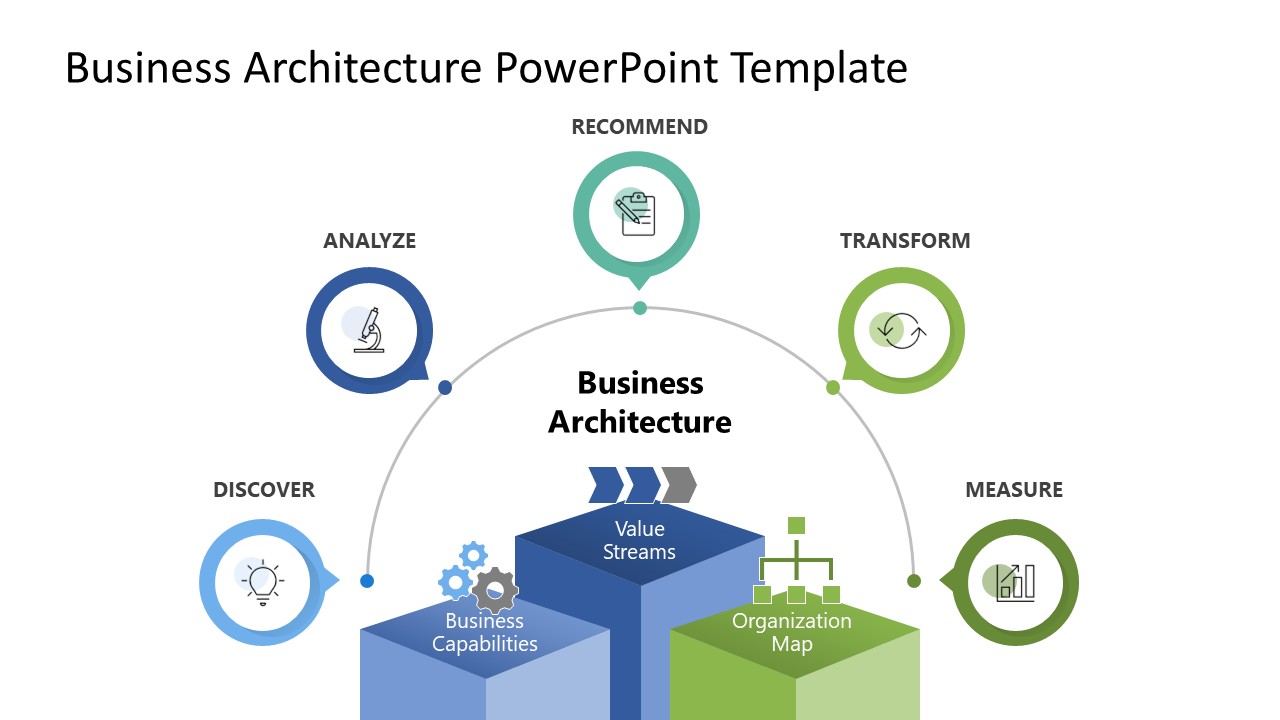 Business Architecture PowerPoint Template
RECOMMEND
ANALYZE
TRANSFORM
Business
Architecture
DISCOVER
MEASURE
Value
Streams
Business
Capabilities
Organization
Map